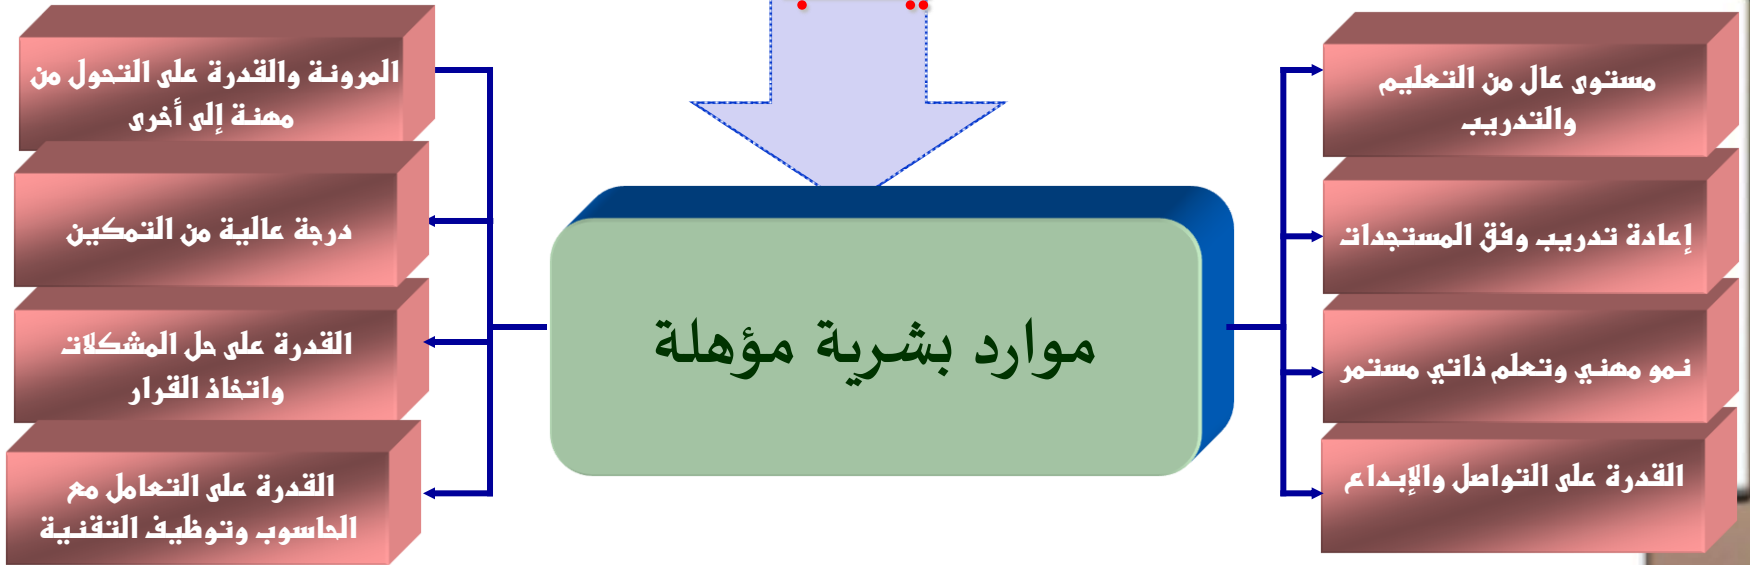 مستوى عال من التعليم
والتدريب
إعادة تدريب وفق المستجدات
نمو مهني وتعلم ذاتي مستمر
القدرة على التواصل والإبداع
موارد بشرية مؤهلة
المرونة والقدرة على التحول من
مهنة إلى أخرى
درجة عالية من التمكين
القدرة على حل المشكلات
واتخاذ القرار
القدرة على التعامل مع
الحاسوب وتوظيف التقنية